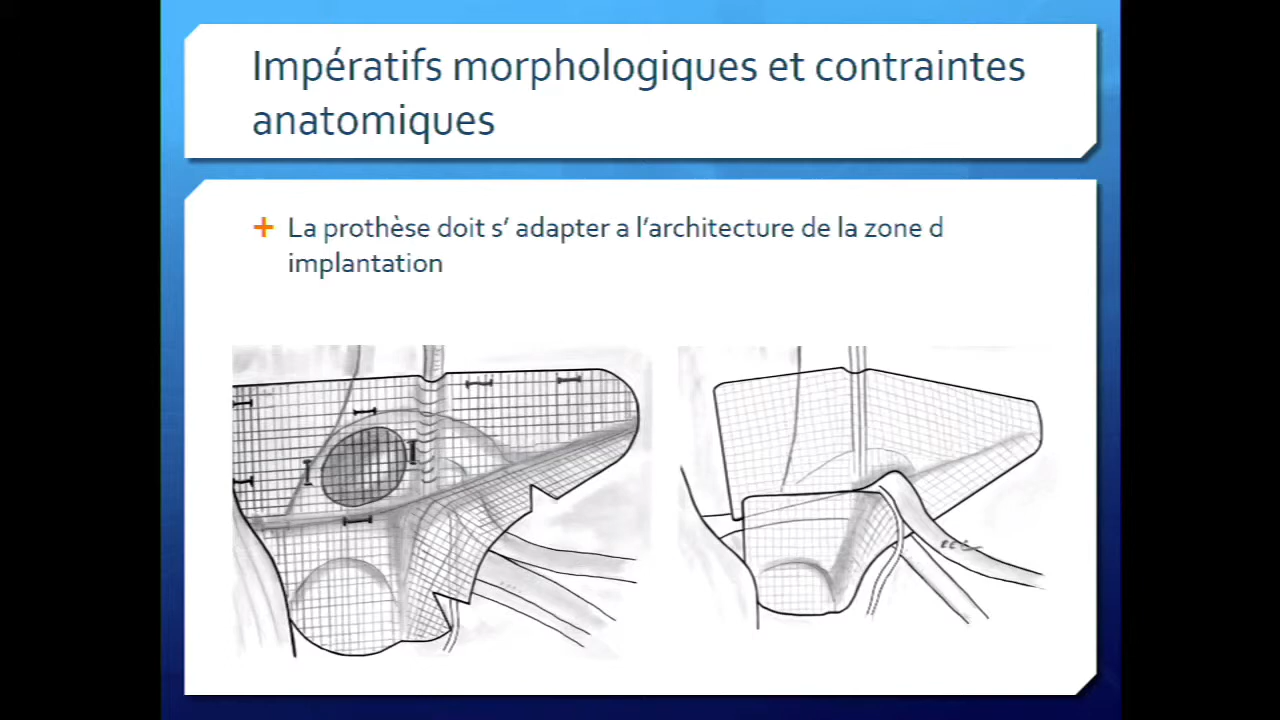 Impératifs morphologiques et contraintes
anatomiques
La prothèse doit s’ adapter a l’architecture de la zone d
implantation